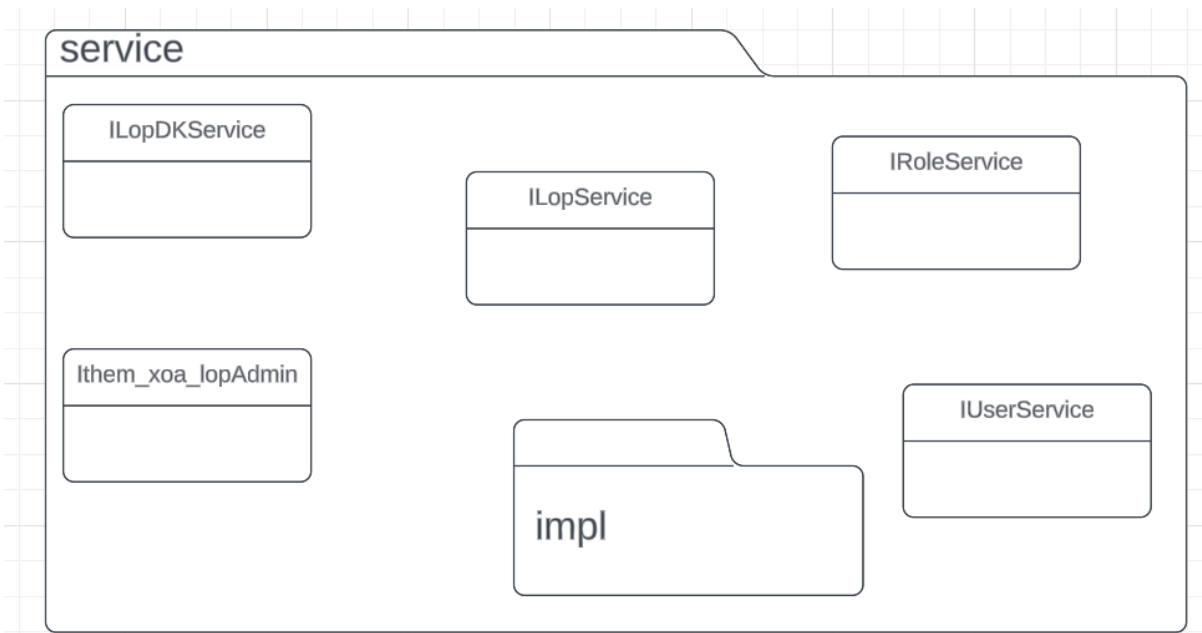 service
ILopDKService
IRoleService
ILopService
Ithem_xoa_lopAdmin
IUserService
impl